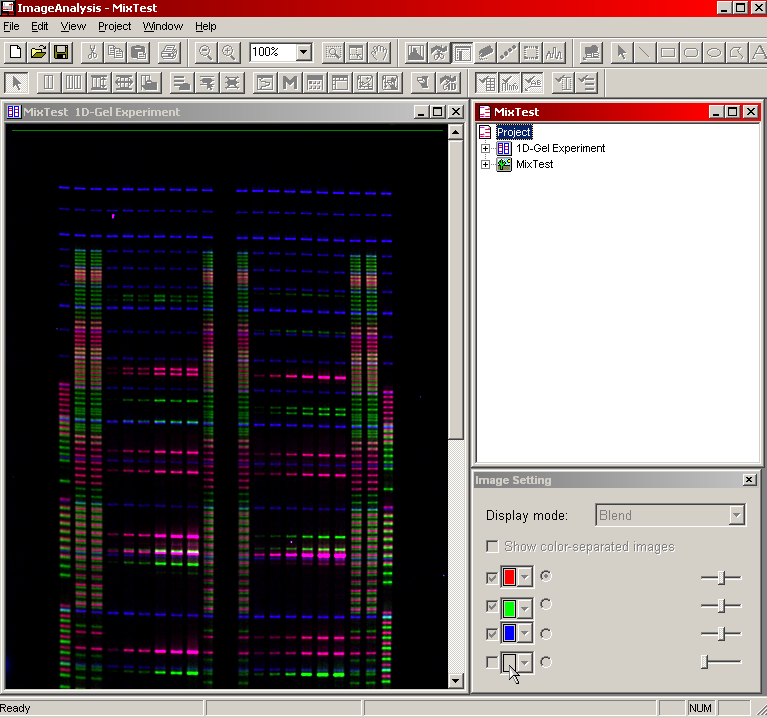 ImageAnalysis - MixTest
File Edit View Project Window Help
100%
MixTest 1D-Gel Experiment
MixTest
Project
1D-Gel Experiment
MixTest
Image Setting
Display mode: Blend
Show color-separated images
Ready NUM